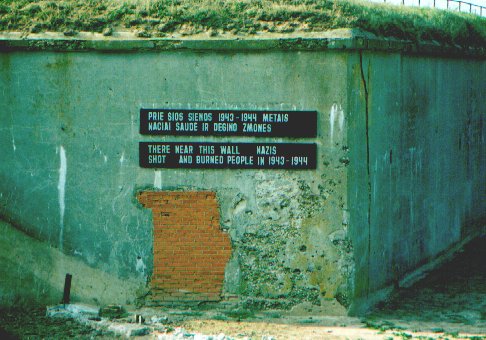 PRIE ŠIOS SIENOS 1943-1944 METAIS
NACIAI ŠAUDĖ IR DEGINO ŽMONES
THERE NEAR THIS WALL NAZIS
SHOT AND BURNED PEOPLE IN 1943-1944